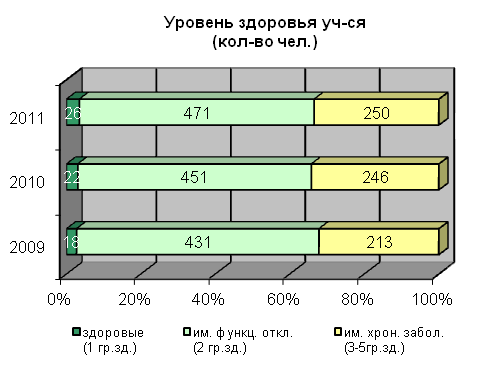 Уровень здоровья уч-ся
(кол-во чел.)
2011
26 471 250
2010
22 451 246
2009
18 431 213
0% 20% 40% 60% 80% 100%
здоровые им. функц. откл. им. хрон. забол.
(1 гр.зд.) (2 гр.зд.) (3-5гр.зд.)